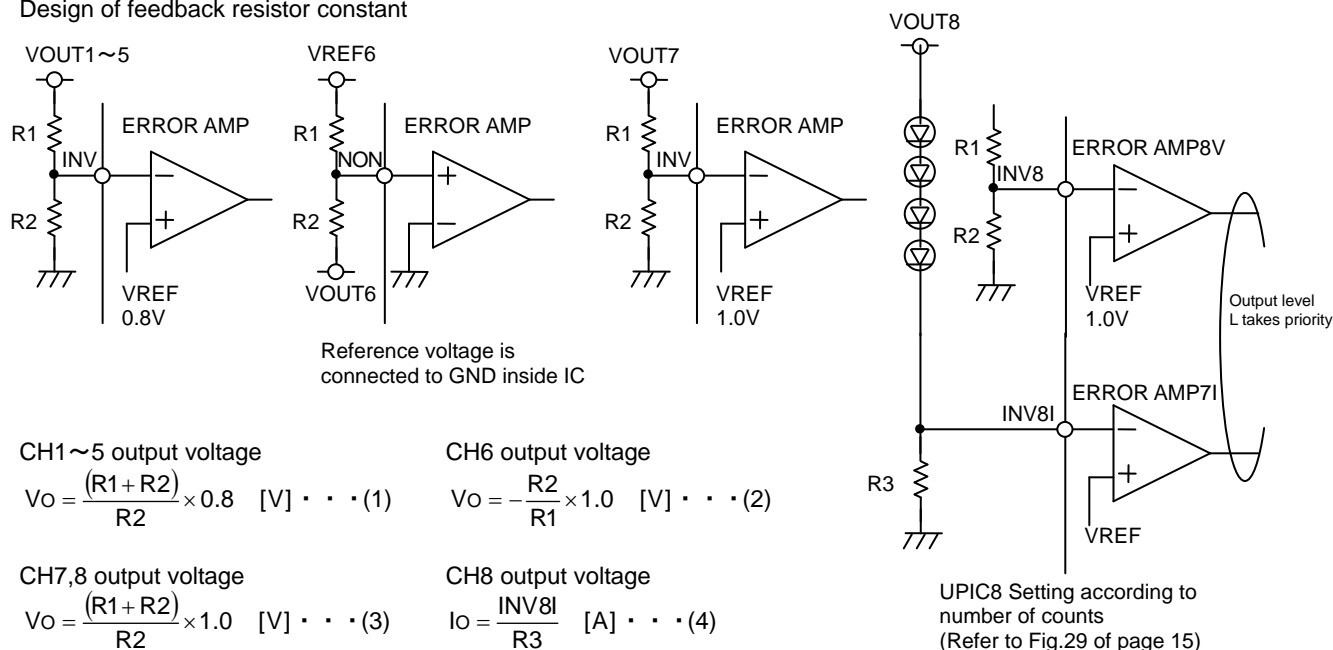 Design of feedback resistor constant
VOUT1～5
R1
INV
R2
ERROR AMP
VREF
0.8V
VREF6
R1
NON
R2
VOUT6
ERROR AMP
Reference voltage is
connected to GND inside IC
VOUT7
R1
INV
R2
ERROR AMP
VREF
1.0V
VOUT8
R1
INV8
R2
ERROR AMP8V
VREF
1.0V
Output level
L takes priority
INV8I
ERROR AMP7I
R3
VREF
UPIC8 Setting according to
number of counts
(Refer to Fig.29 of page 15)
CH1～5 output voltage
VO = (R1+R2)/R2 × 0.8 [V] ・・・(1)
CH6 output voltage
VO = − R2/R1 × 1.0 [V] ・・・(2)
CH7,8 output voltage
VO = (R1+R2)/R2 × 1.0 [V] ・・・(3)
CH8 output voltage
IO = INV8I/R3 [A] ・・・(4)